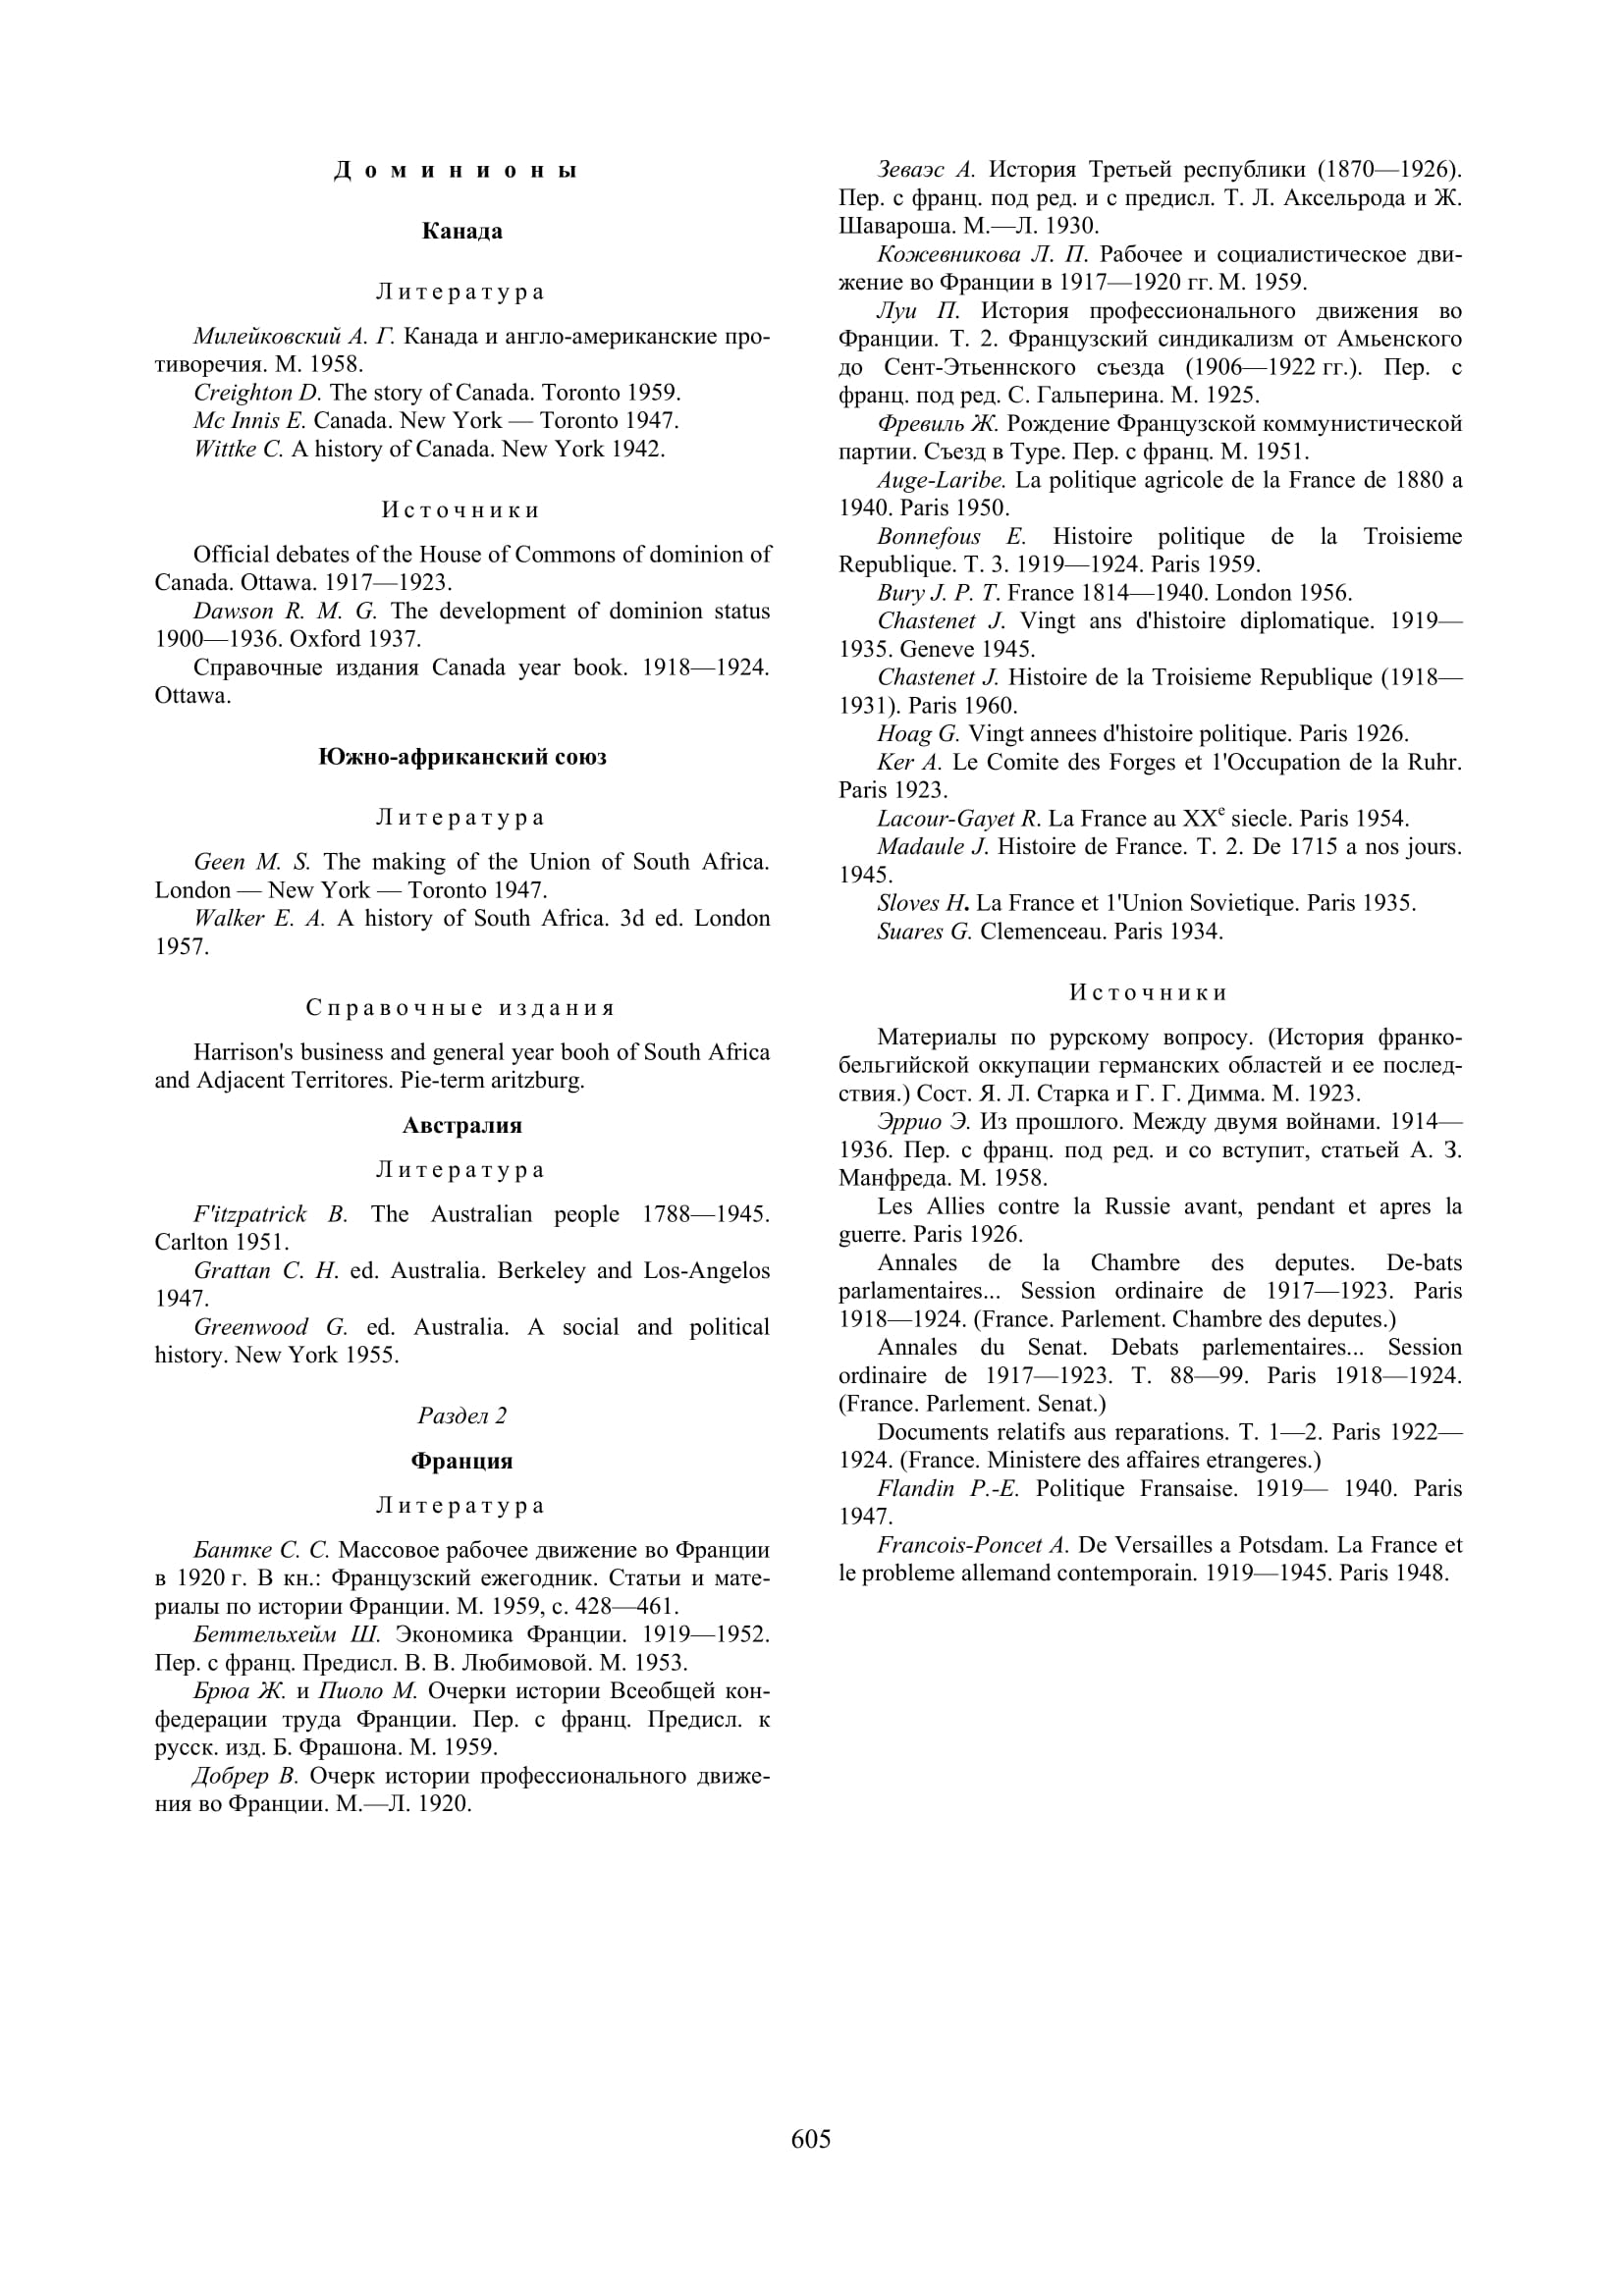 Доминионы
Канада
Литература
Милейковский А. Г. Канада и англо-американские про-
тиворечия. М. 1958.
Creighton D. The story of Canada. Toronto 1959.
Mc Innis E. Canada. New York — Toronto 1947.
Wittke C. A history of Canada. New York 1942.
Источники
Official debates of the House of Commons of dominion of
Canada. Ottawa. 1917—1923.
Dawson R. M. G. The development of dominion status
1900—1936. Oxford 1937.
Справочные издания Canada year book. 1918—1924.
Ottawa.
Южно-африканский союз
Литература
Geen M. S. The making of the Union of South Africa.
London — New York — Toronto 1947.
Walker E. A. A history of South Africa. 3d ed. London
1957.
Справочные издания
Harrison's business and general year booh of South Africa
and Adjacent Territores. Pie-term aritzburg.
Австралия
Литература
F'itzpatrick B. The Australian people 1788—1945.
Carlton 1951.
Grattan C. H. ed. Australia. Berkeley and Los-Angelos
1947.
Greenwood G. ed. Australia. A social and political
history. New York 1955.
Раздел 2
Франция
Литература
Бантке С. С. Массовое рабочее движение во Франции
в 1920 г. В кн.: Французский ежегодник. Статьи и мате-
риалы по истории Франции. М. 1959, с. 428—461.
Беттельхейм Ш. Экономика Франции. 1919—1952.
Пер. с франц. Предисл. В. В. Любимовой. М. 1953.
Брюа Ж. и Пиоло М. Очерки истории Всеобщей кон-
федерации труда Франции. Пер. с франц. Предисл. к
русск. изд. Б. Фрашона. М. 1959.
Добрер В. Очерк истории профессионального движе-
ния во Франции. М.—Л. 1920.
Зеваэс А. История Третьей республики (1870—1926).
Пер. с франц. под ред. и с предисл. Т. Л. Аксельрода и Ж.
Шавароша. М.—Л. 1930.
Кожевникова Л. П. Рабочее и социалистическое дви-
жение во Франции в 1917—1920 гг. М. 1959.
Луи П. История профессионального движения во
Франции. Т. 2. Французский синдикализм от Амьенского
до Сент-Этьеннского съезда (1906—1922 гг.). Пер. с
франц. под ред. С. Гальперина. М. 1925.
Фревиль Ж. Рождение Французской коммунистической
партии. Съезд в Туре. Пер. с франц. М. 1951.
Auge-Laribe. La politique agricole de la France de 1880 a
1940. Paris 1950.
Bonnefous E. Histoire politique de la Troisieme
Republique. T. 3. 1919—1924. Paris 1959.
Bury J. P. T. France 1814—1940. London 1956.
Chastenet J. Vingt ans d'histoire diplomatique. 1919—
1935. Geneve 1945.
Chastenet J. Histoire de la Troisieme Republique (1918—
1931). Paris 1960.
Hoag G. Vingt annees d'histoire politique. Paris 1926.
Ker A. Le Comite des Forges et 1'Occupation de la Ruhr.
Paris 1923.
Lacour-Gayet R. La France au XXe siecle. Paris 1954.
Madaule J. Histoire de France. T. 2. De 1715 a nos jours.
1945.
Sloves H. La France et 1'Union Sovietique. Paris 1935.
Suares G. Clemenceau. Paris 1934.
Источники
Материалы по рурскому вопросу. (История франко-
бельгийской оккупации германских областей и ее послед-
ствия.) Сост. Я. Л. Старка и Г. Г. Димма. М. 1923.
Эррио Э. Из прошлого. Между двумя войнами. 1914—
1936. Пер. с франц. под ред. и со вступит, статьей А. З.
Манфреда. М. 1958.
Les Allies contre la Russie avant, pendant et apres la
guerre. Paris 1926.
Annales de la Chambre des deputes. De-bats
parlamentaires... Session ordinaire de 1917—1923. Paris
1918—1924. (France. Parlement. Chambre des deputes.)
Annales du Senat. Debats parlementaires... Session
ordinaire de 1917—1923. T. 88—99. Paris 1918—1924.
(France. Parlement. Senat.)
Documents relatifs aus reparations. T. 1—2. Paris 1922—
1924. (France. Ministere des affaires etrangeres.)
Flandin P.-E. Politique Fransaise. 1919— 1940. Paris
1947.
Francois-Poncet A. De Versailles a Potsdam. La France et
le probleme allemand contemporain. 1919—1945. Paris 1948.
605